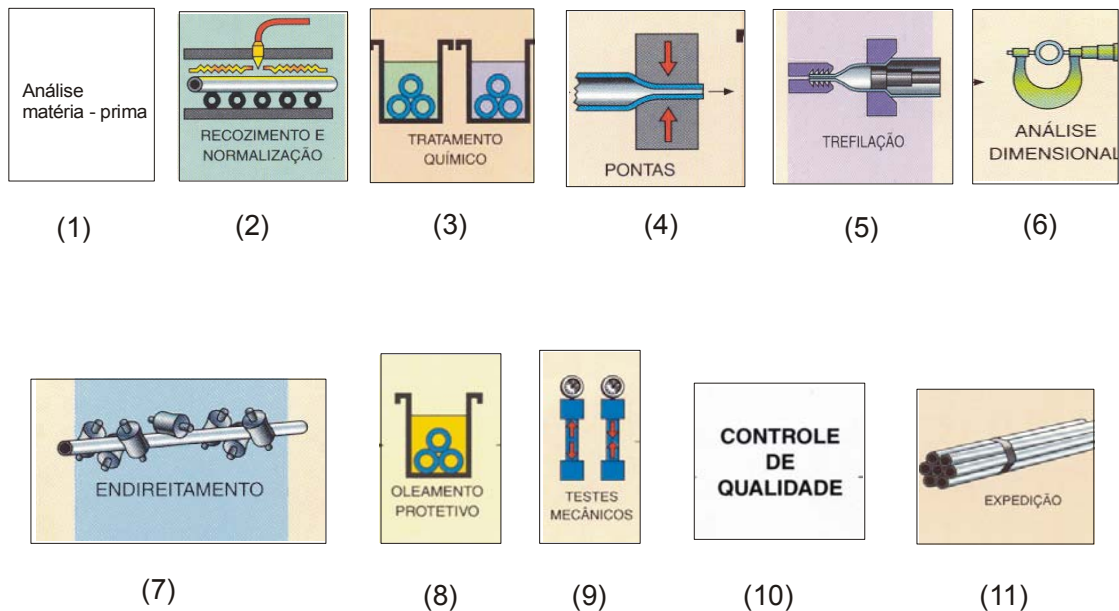 Análise
matéria - prima
RECOZIMENTO E
NORMALIZAÇÃO
TRATAMENTO
QUÍMICO
PONTAS
TREFILAÇÃO
ANÁLISE
DIMENSIONAL
(1)
(2)
(3)
(4)
(5)
(6)
ENDIREITAMENTO
OLEAMENTO
PROTETIVO
TESTES
MECÂNICOS
CONTROLE
DE
QUALIDADE
EXPEDIÇÃO
(7)
(8)
(9)
(10)
(11)